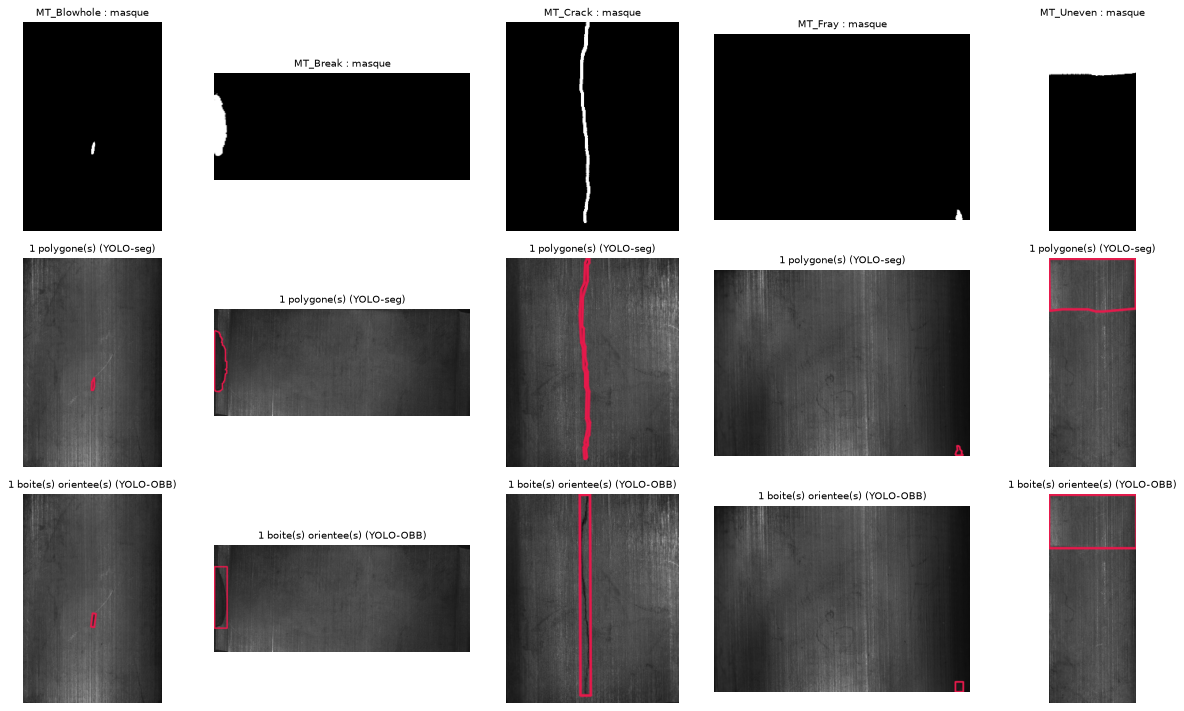 MT_Blowhole : masque
MT_Break : masque
MT_Crack : masque
MT_Fray : masque
MT_Uneven : masque
1 polygone(s) (YOLO-seg)
1 polygone(s) (YOLO-seg)
1 polygone(s) (YOLO-seg)
1 polygone(s) (YOLO-seg)
1 polygone(s) (YOLO-seg)
1 boite(s) orientee(s) (YOLO-OBB)
1 boite(s) orientee(s) (YOLO-OBB)
1 boite(s) orientee(s) (YOLO-OBB)
1 boite(s) orientee(s) (YOLO-OBB)
1 boite(s) orientee(s) (YOLO-OBB)